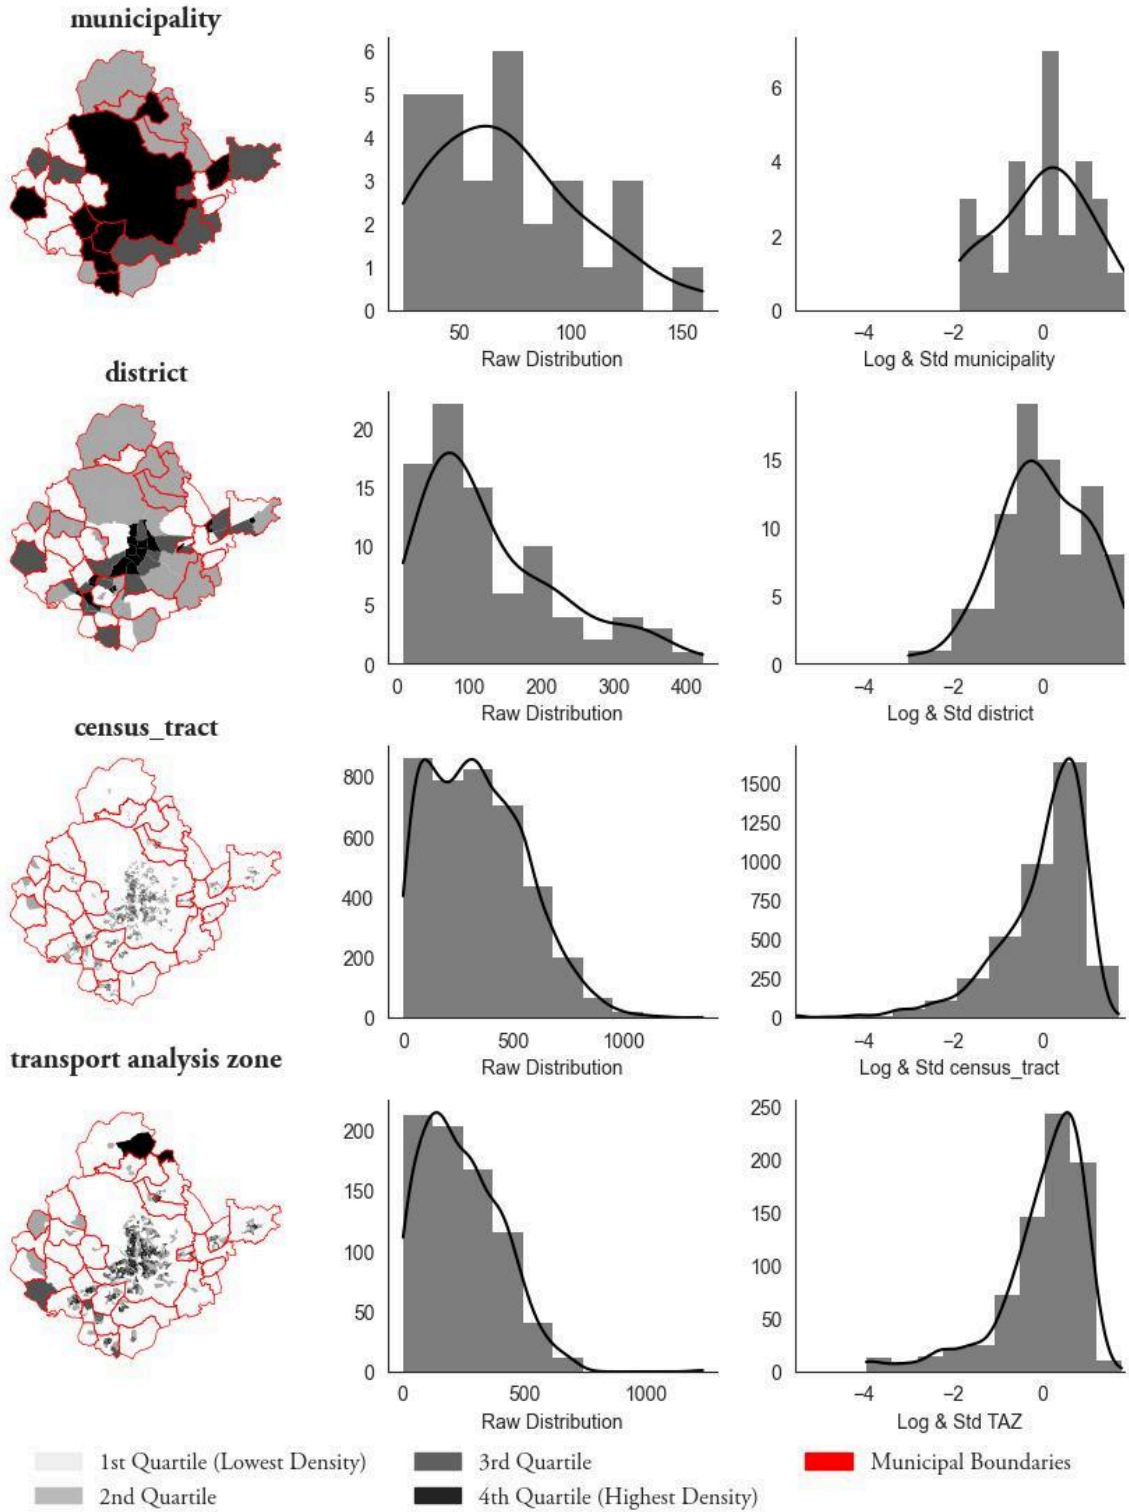 municipality
6
5
4
3
2
1
0
50 100 150
Raw Distribution
6
4
2
0
−4 −2 0
Log & Std municipality
district
20
15
10
5
0
0 100 200 300 400
Raw Distribution
15
10
5
0
−4 −2 0
Log & Std district
census_tract
800
600
400
200
0
0 500 1000
Raw Distribution
1500
1250
1000
750
500
250
0
−4 −2 0
Log & Std census_tract
transport analysis zone
200
150
100
50
0
0 500 1000
Raw Distribution
250
200
150
100
50
0
−4 −2 0
Log & Std TAZ
1st Quartile (Lowest Density)
2nd Quartile
3rd Quartile
4th Quartile (Highest Density)
Municipal Boundaries